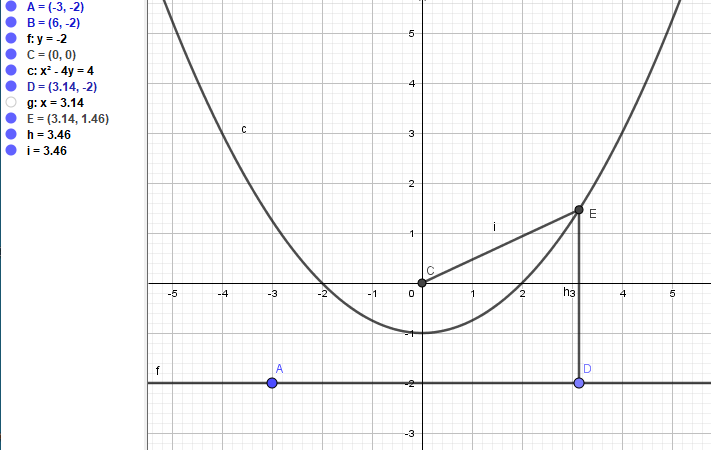 A = (-3, -2)
B = (6, -2)
f: y = -2
C = (0, 0)
c: x² - 4y = 4
D = (3.14, -2)
g: x = 3.14
E = (3.14, 1.46)
h = 3.46
i = 3.46
5
4
c
3
2
E
i
1
C
-5 -4 -3 -2 -1 0 1 2 h 3 4 5
-1
f
A
D
-2
-3